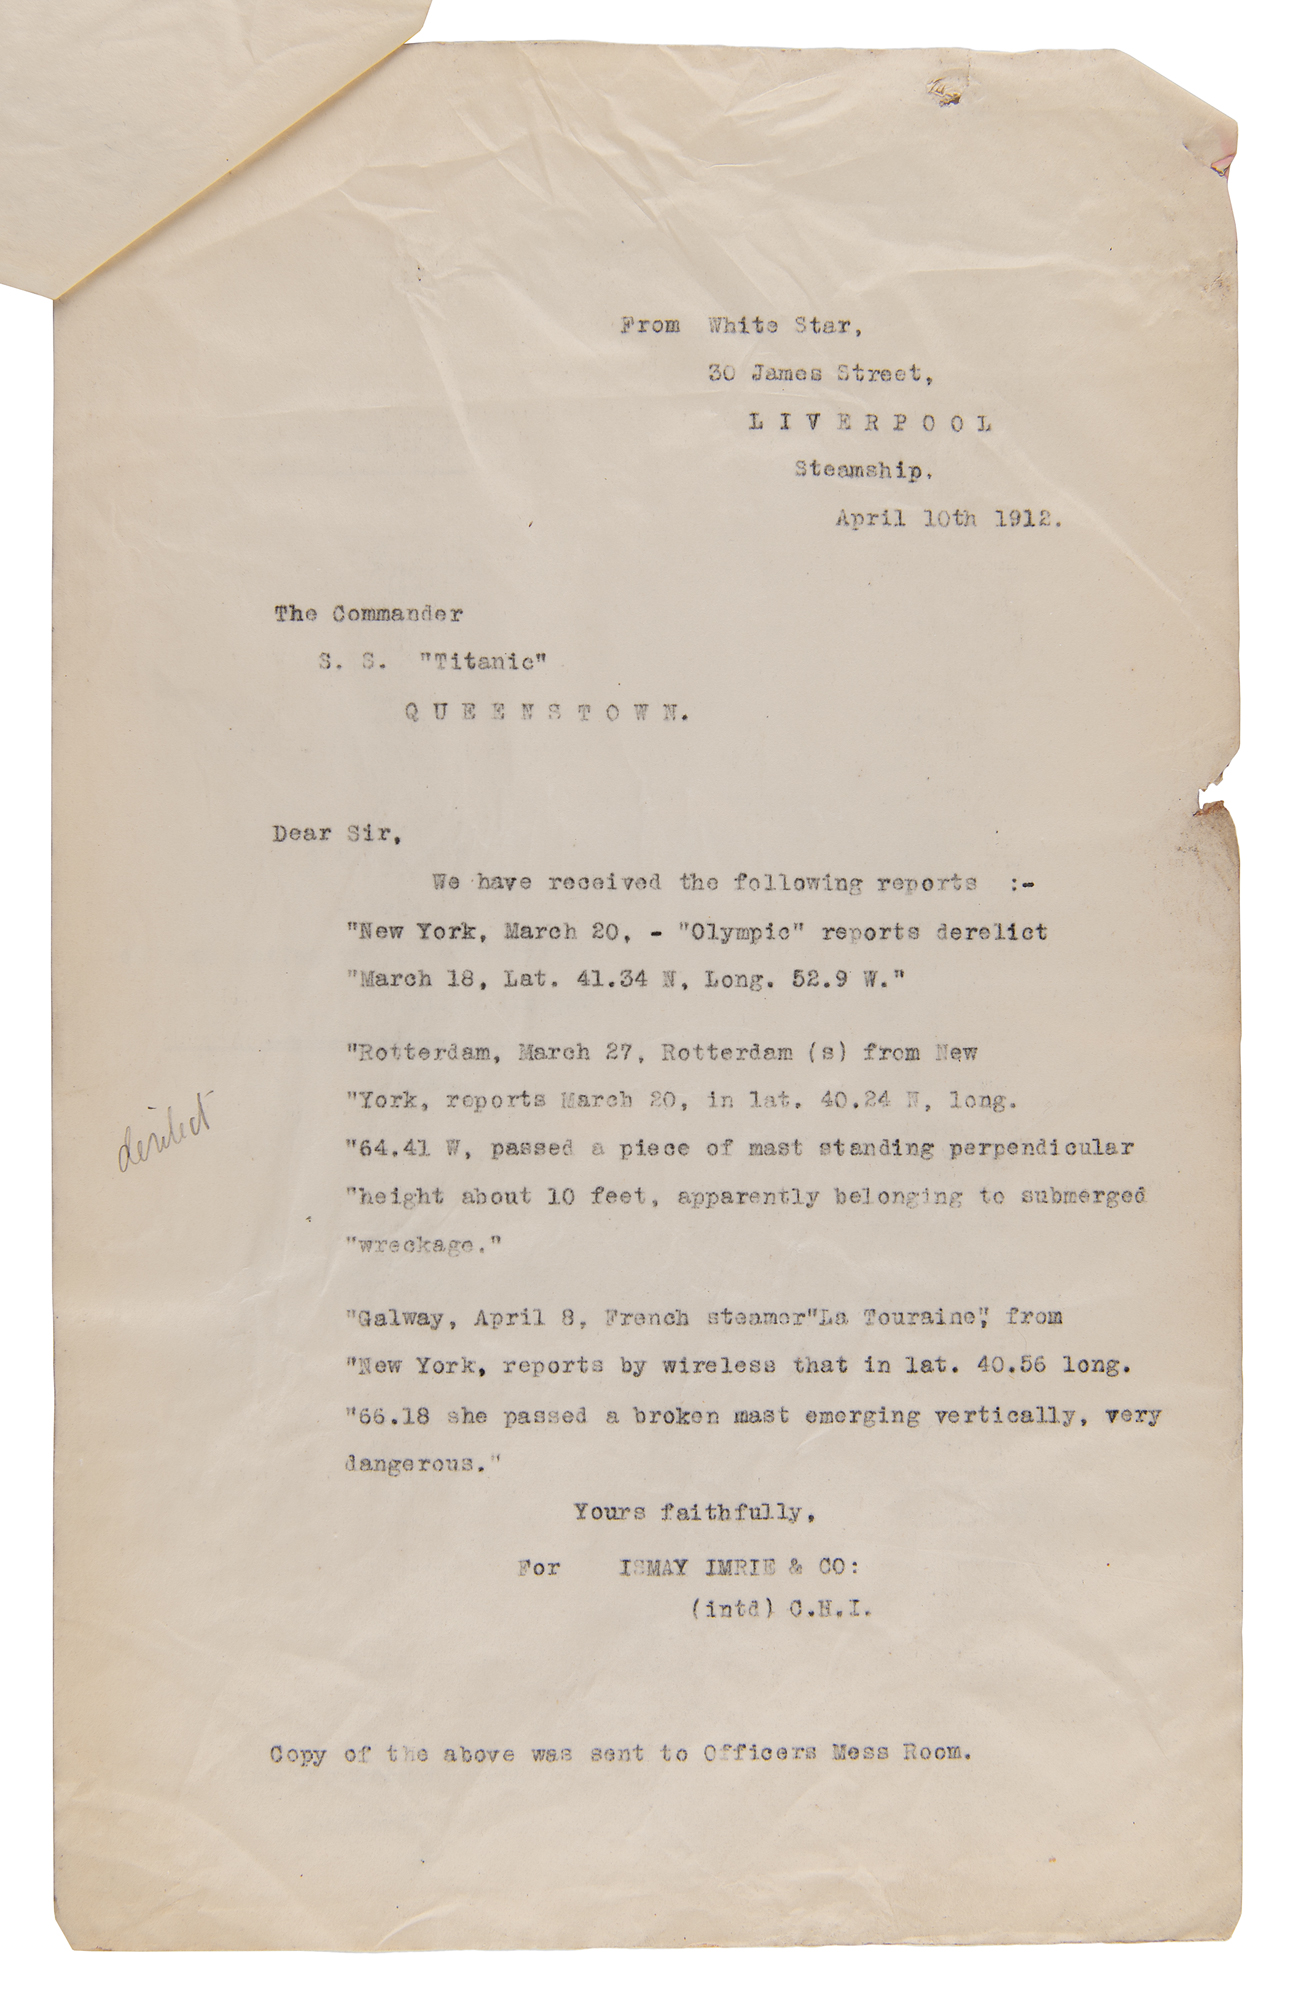 From White Star,
30 James Street,
LIVERPOOL
Steamship.
April 10th 1912.
The Commander
S. S. "Titanic"
QUEENSTOWN.
Dear Sir,
We have received the following reports :-
"New York, March 20, - "Olympic" reports derelict
"March 18, Lat. 41.34 N, Long. 52.9 W."
"Rotterdam, March 27, Rotterdam (s) from New
"York, reports March 20, in lat. 40.24 N, long.
derilect
"64.41 W, passed a piece of mast standing perpendicular
"height about 10 feet, apparently belonging to submerged
"wreckage."
"Galway, April 8, French steamer"La Touraine", from
"New York, reports by wireless that in lat. 40.56 long.
"66.18 she passed a broken mast emerging vertically, very
dangerous."
Yours faithfully,
For ISMAY IMRIE & CO:
(intd) C.H.I.
Copy of the above was sent to Officers Mess Room.